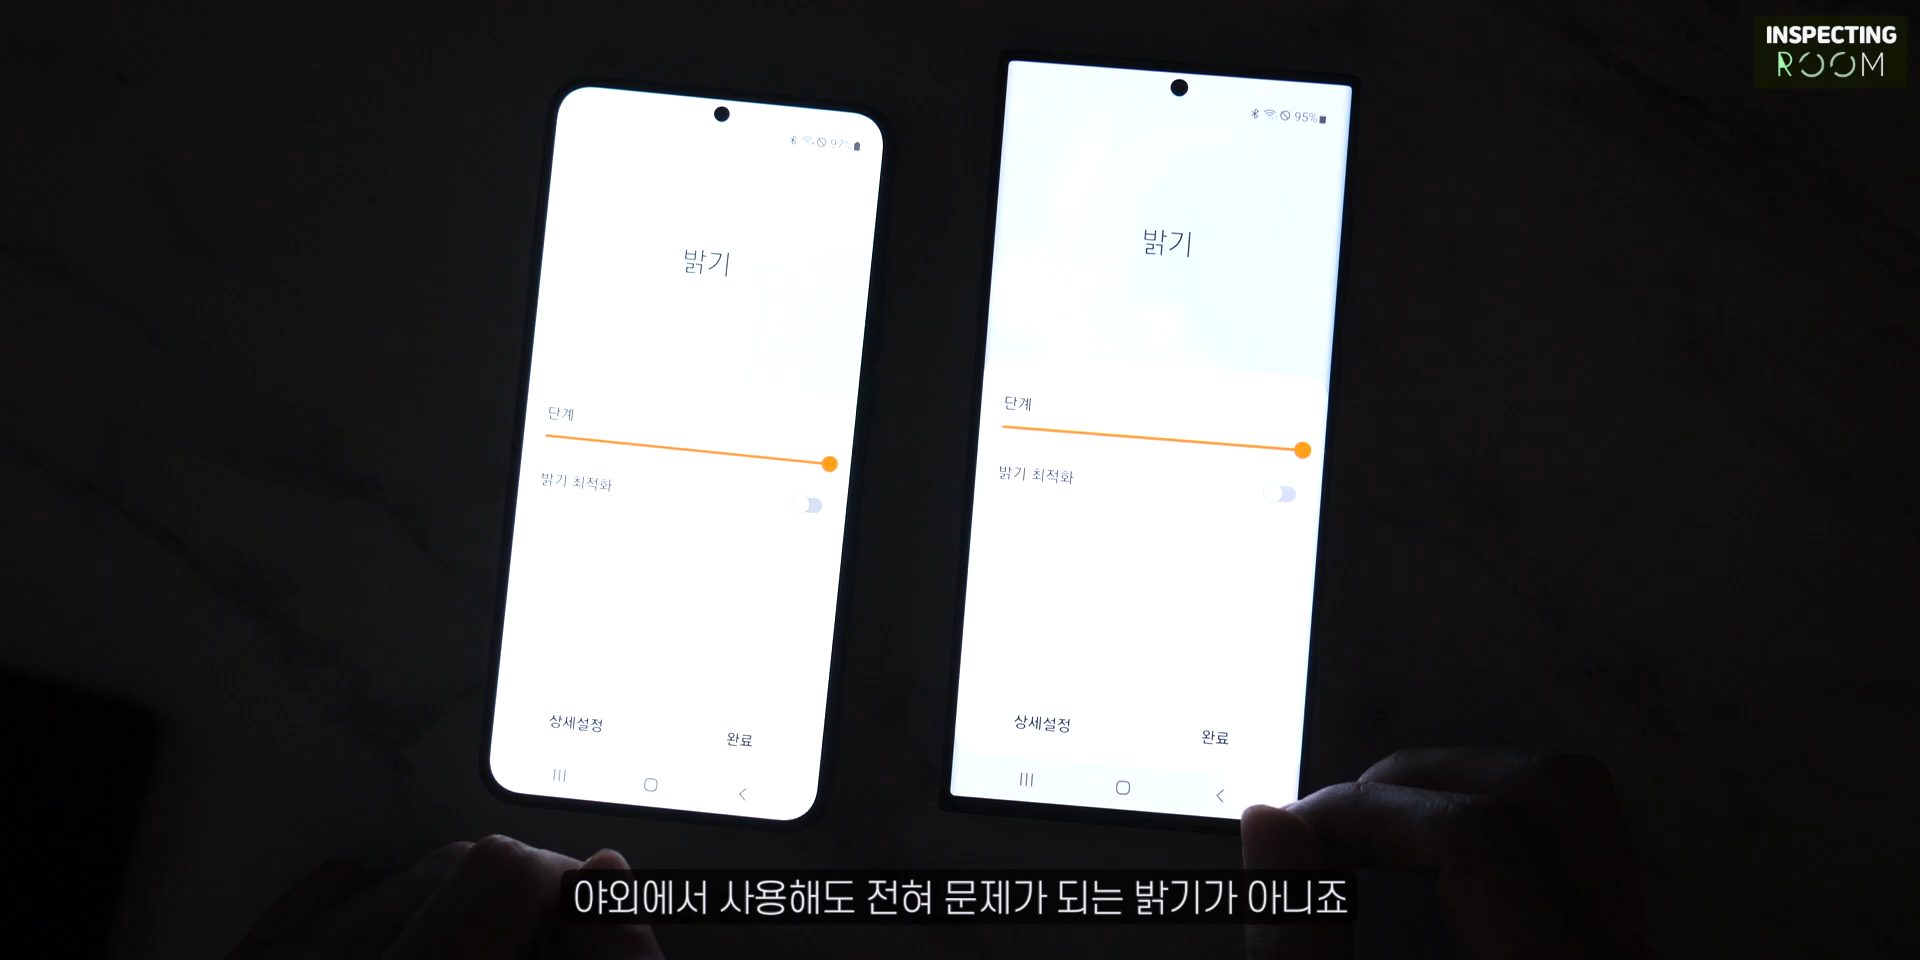 INSPECTING
ROOM
97%
밝기
단계
밝기 최적화
상세설정
완료
95%
밝기
단계
밝기 최적화
상세설정
완료
야외에서 사용해도 전혀 문제가 되는 밝기가 아니죠